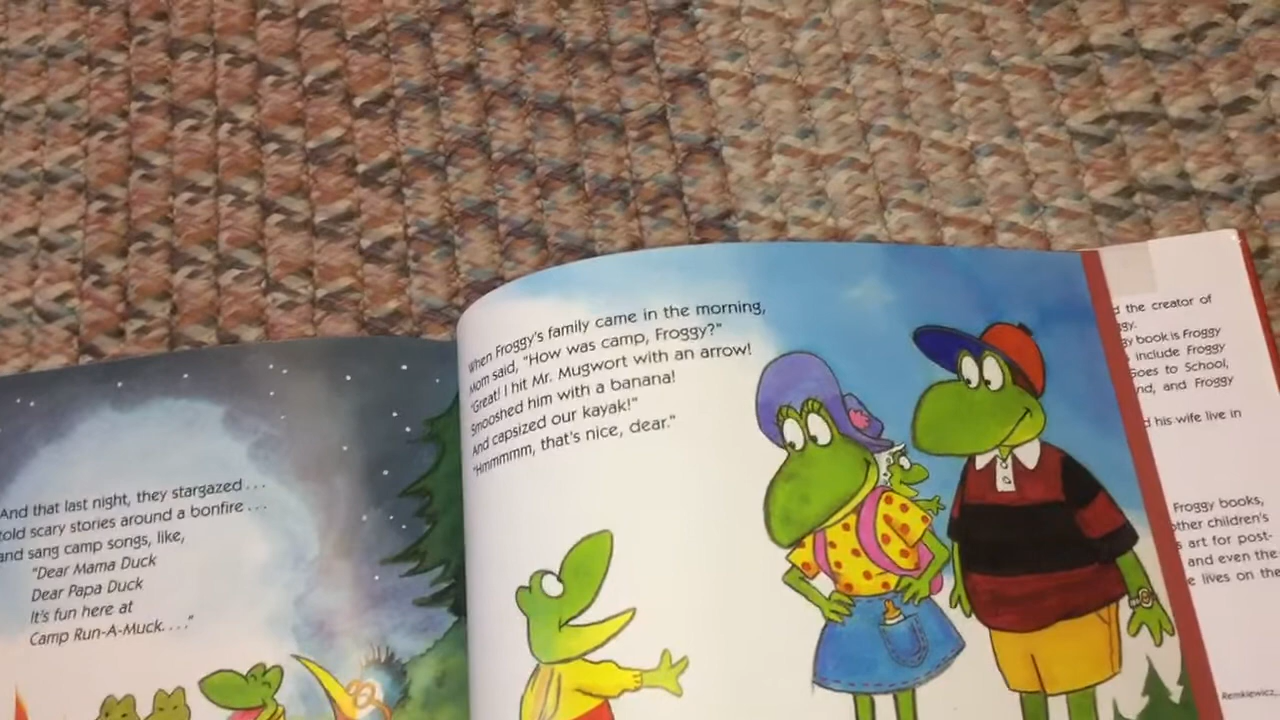 And that last night, they stargazed . . .
told scary stories around a bonfire . . .
and sang camp songs, like,
"Dear Mama Duck
Dear Papa Duck
It's fun here at
Camp Run-A-Muck. . . ."
When Froggy's family came in the morning,
Mom said, "How was camp, Froggy?"
"Great! I hit Mr. Mugwort with an arrow!
Smooshed him with a banana!
And capsized our kayak!"
"Hmmmmm, that's nice, dear."
the creator of
book is Froggy
include Froggy
Goes to School,
and Froggy
his wife live in
Froggy books,
other children's
art for post-
and even the
lives on the
Remkiewicz,